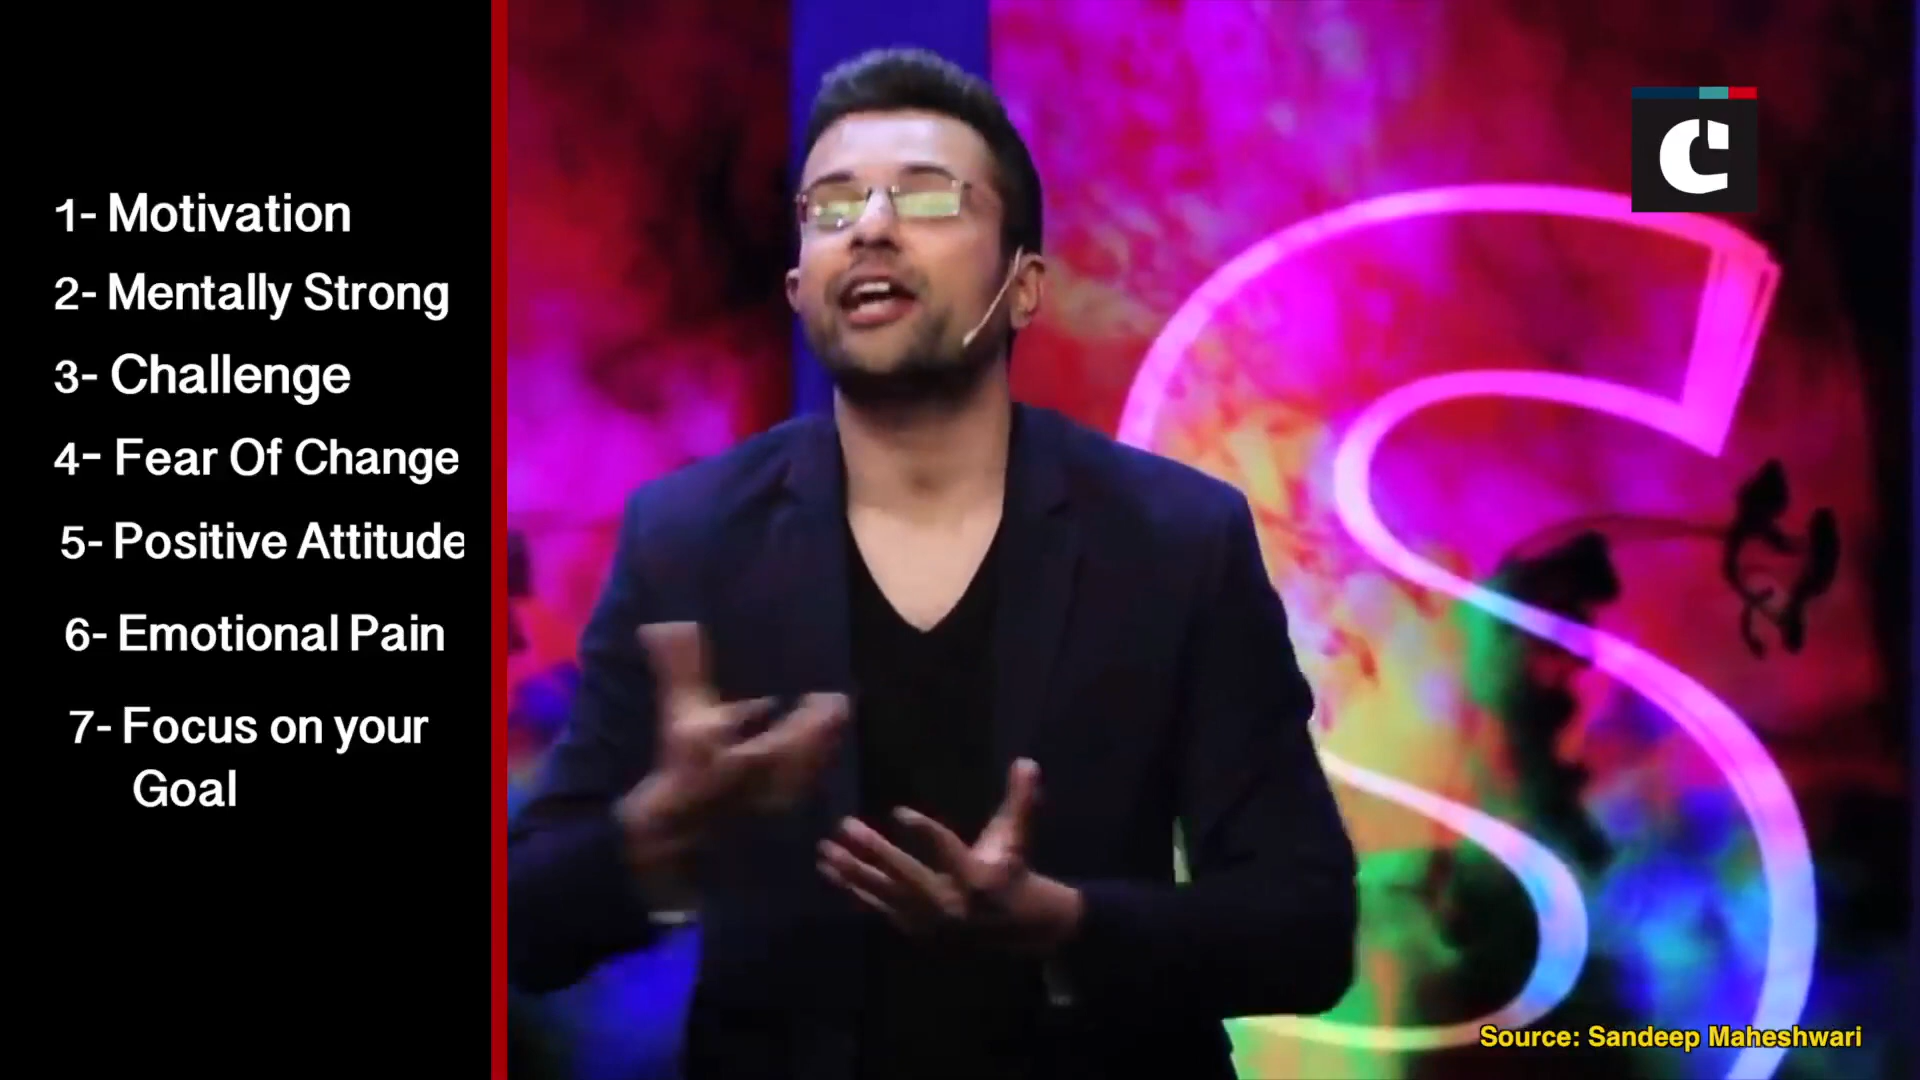 1- Motivation
2- Mentally Strong
3- Challenge
4- Fear Of Change
5- Positive Attitude
6- Emotional Pain
7- Focus on your
Goal
C
S
Source: Sandeep Maheshwari